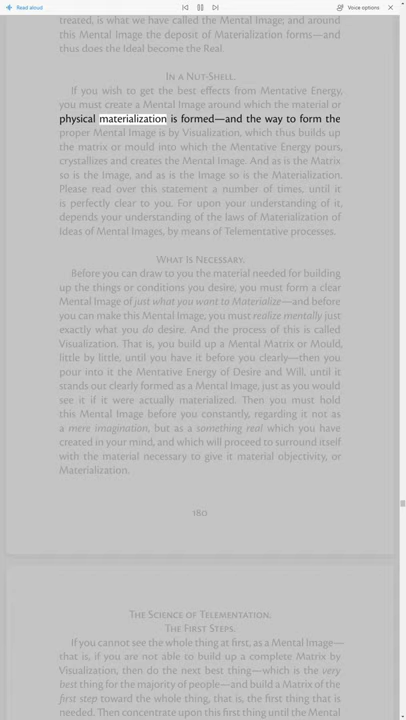 Read aloud
Voice options
treated, is what we have called the Mental Image; and around
this Mental Image the deposit of Materialization forms—and
thus does the Ideal become the Real.
In a Nut-Shell.
If you wish to get the best effects from Mentative Energy,
you must create a Mental Image around which the material or
physical materialization is formed—and the way to form the
proper Mental Image is by Visualization, which thus builds up
the matrix or mould into which the Mentative Energy pours,
crystallizes and creates the Mental Image. And as is the Matrix
so is the Image, and as is the Image so is the Materialization.
Please read over this statement a number of times, until it
is perfectly clear to you. For upon your understanding of it,
depends your understanding of the laws of Materialization of
Ideas of Mental Images, by means of Telementative processes.
What Is Necessary.
Before you can draw to you the material needed for building
up the things or conditions you desire, you must form a clear
Mental Image of just what you want to Materialize—and before
you can make this Mental Image, you must realize mentally just
exactly what you do desire. And the process of this is called
Visualization. That is, you build up a Mental Matrix or Mould,
little by little, until you have it before you clearly—then you
pour into it the Mentative Energy of Desire and Will, until it
stands out clearly formed as a Mental Image, just as you would
see it if it were actually materialized. Then you must hold
this Mental Image before you constantly, regarding it not as
a mere imagination, but as a something real which you have
created in your mind, and which will proceed to surround itself
with the material necessary to give it material objectivity, or
Materialization.
180
The Science of Telementation.
The First Steps.
If you cannot see the whole thing at first, as a Mental Image—
that is, if you are not able to build up a complete Matrix by
Visualization, then do the next best thing—which is the very
best thing for the majority of people—and build a Matrix of the
first step toward the whole thing, that is, the first thing that is
needed. Then concentrate upon this first thing until the Mental